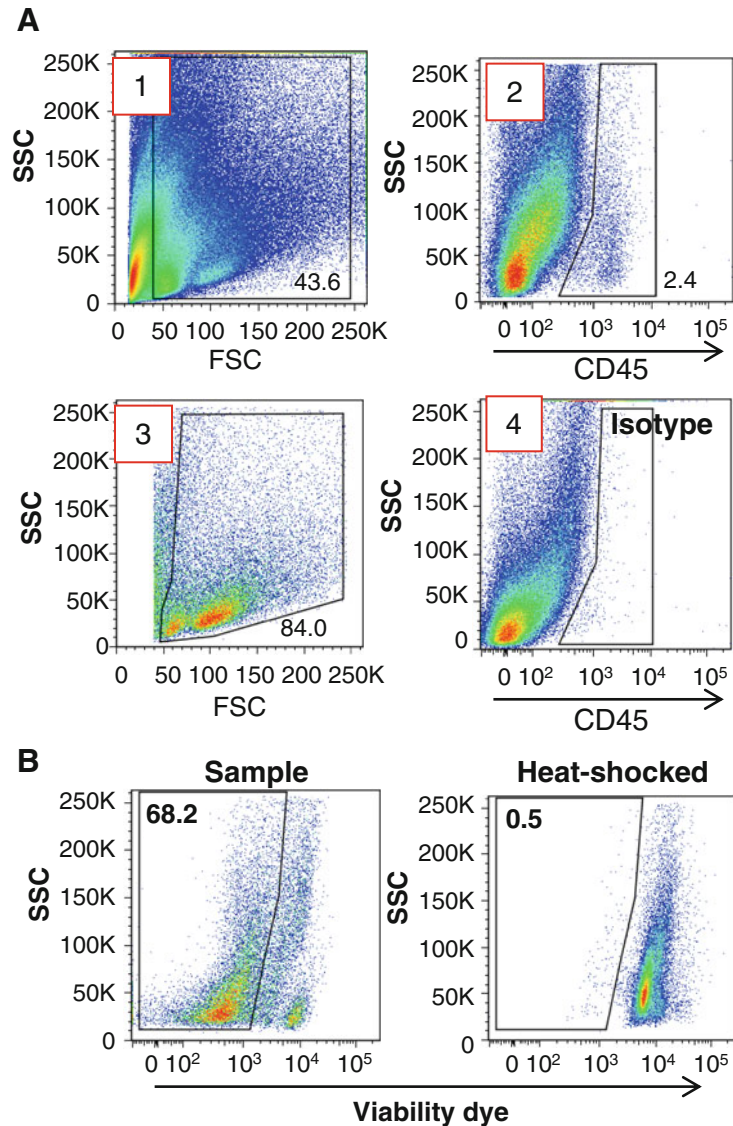 A
1
250K
200K
150K
100K
50K
0
SSC
43.6
0 50 100 150 200 250K
FSC
2
250K
200K
150K
100K
50K
0
SSC
2.4
0 10² 10³ 10⁴ 10⁵
CD45
3
250K
200K
150K
100K
50K
0
SSC
84.0
0 50 100 150 200 250K
FSC
4
Isotype
250K
200K
150K
100K
50K
0
SSC
0 10² 10³ 10⁴ 10⁵
CD45
B
Sample
68.2
250K
200K
150K
100K
50K
0
SSC
0 10² 10³ 10⁴ 10⁵
Heat-shocked
0.5
250K
200K
150K
100K
50K
0
SSC
0 10² 10³ 10⁴ 10⁵
Viability dye